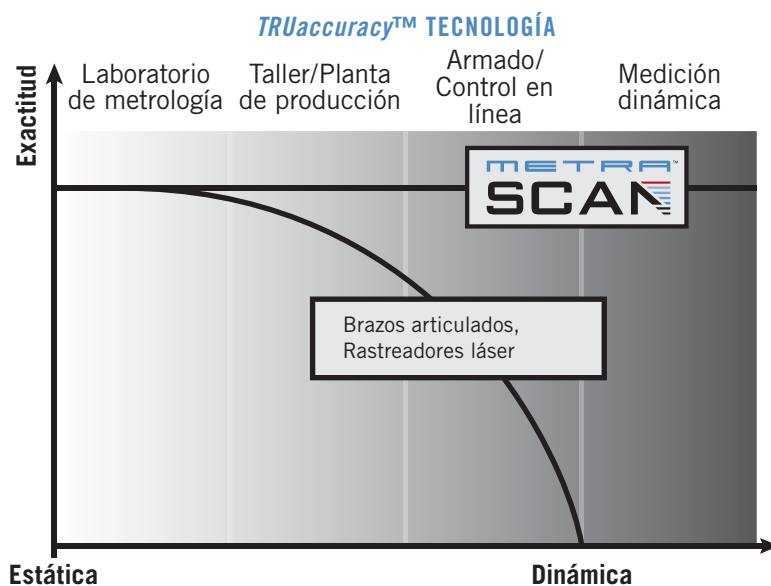 TRUaccuracy™ TECNOLOGÍA
Laboratorio
de metrología
Taller/Planta
de producción
Armado/
Control en
línea
Medición
dinámica
Exactitud
METRA™
SCAN
Brazos articulados,
Rastreadores láser
Estática
Dinámica